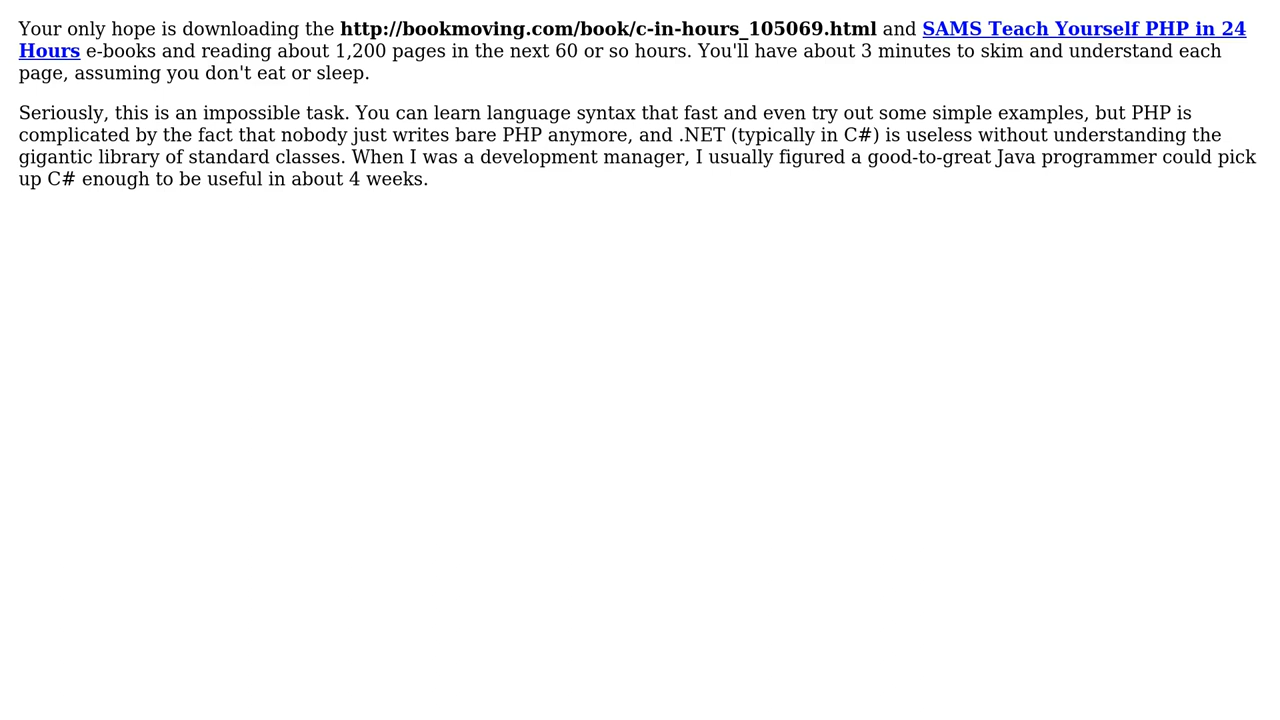 Your only hope is downloading the http://bookmoving.com/book/c-in-hours_105069.html and SAMS Teach Yourself PHP in 24
Hours e-books and reading about 1,200 pages in the next 60 or so hours. You'll have about 3 minutes to skim and understand each
page, assuming you don't eat or sleep.
Seriously, this is an impossible task. You can learn language syntax that fast and even try out some simple examples, but PHP is
complicated by the fact that nobody just writes bare PHP anymore, and .NET (typically in C#) is useless without understanding the
gigantic library of standard classes. When I was a development manager, I usually figured a good-to-great Java programmer could pick
up C# enough to be useful in about 4 weeks.